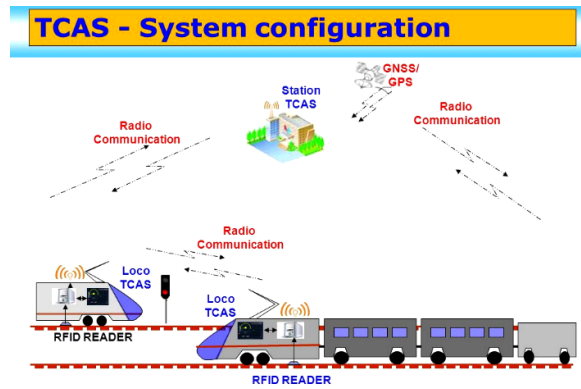 TCAS - System configuration
GNSS/
GPS
Station
TCAS
Radio
Communication
Radio
Communication
Radio
Communication
Loco
TCAS
Loco
TCAS
RFID READER
RFID READER